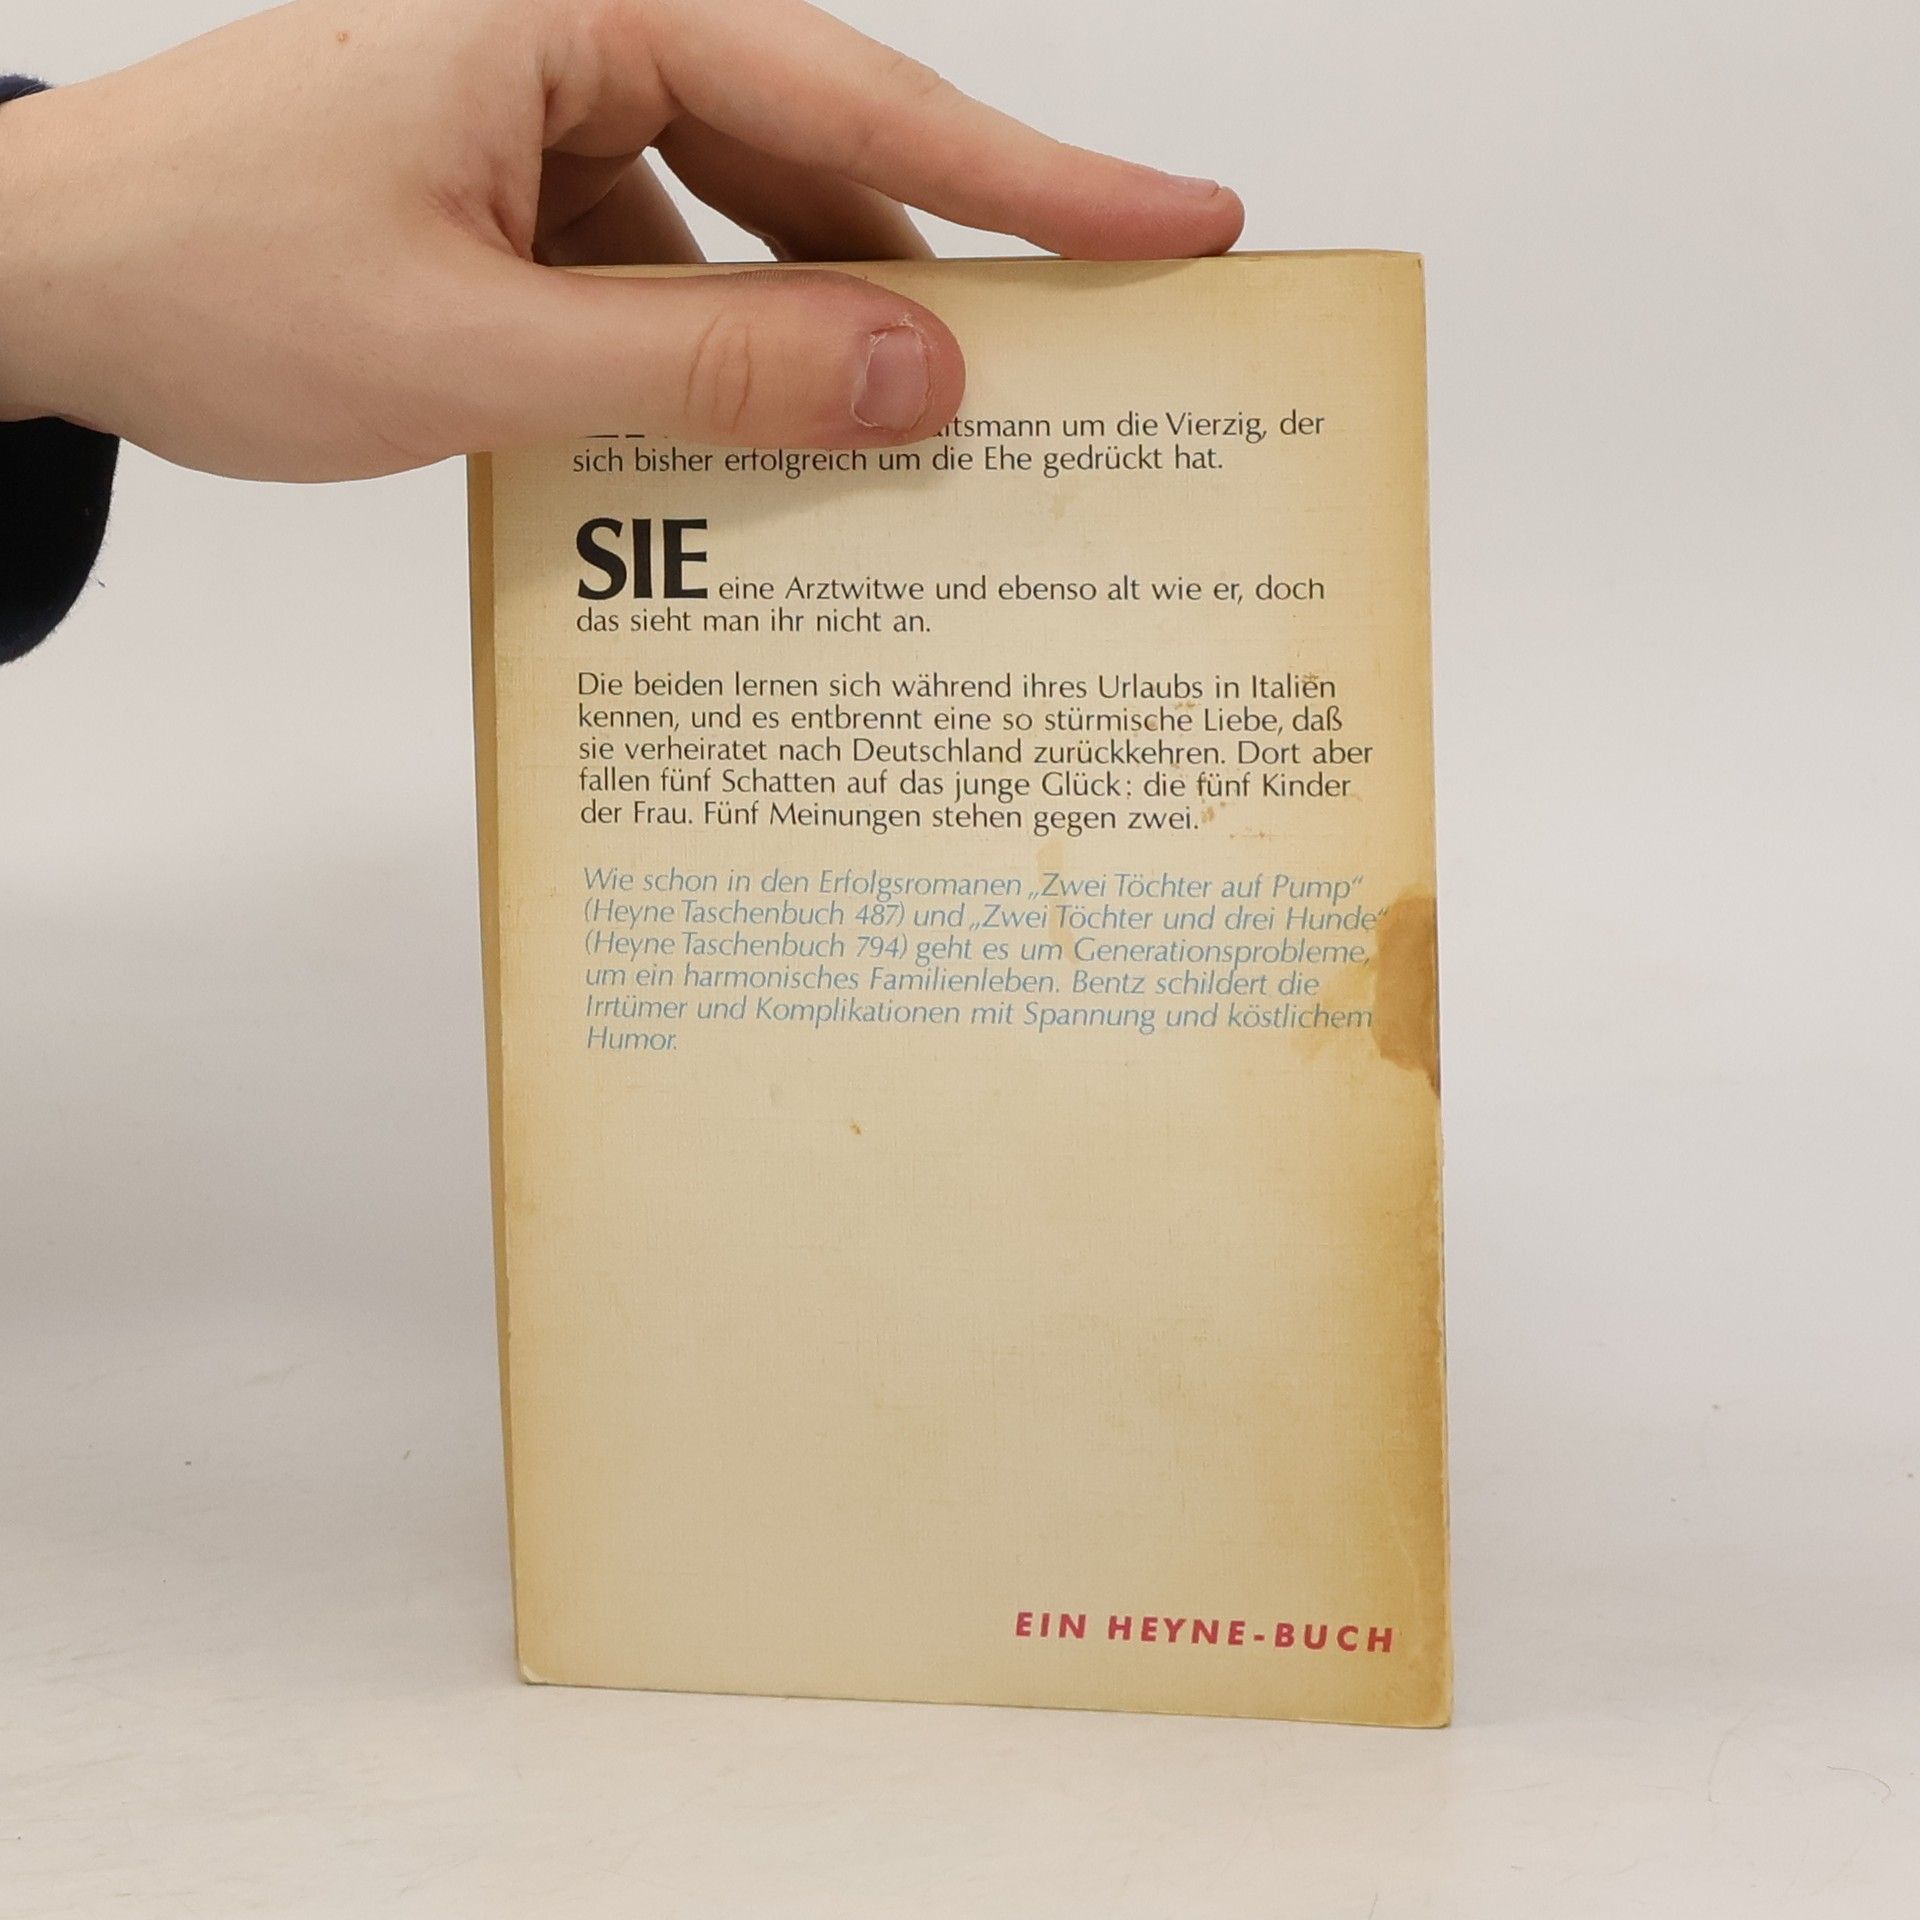 um die Vierzig, der
sich bisher erfolgreich um die Ehe gedrückt hat.
SIE eine Arztwitwe und ebenso alt wie er, doch
das sieht man ihr nicht an.
Die beiden lernen sich während ihres Urlaubs in Italien
kennen, und es entbrennt eine so stürmische Liebe, daß
sie verheiratet nach Deutschland zurückkehren. Dort aber
fallen fünf Schatten auf das junge Glück: die fünf Kinder
der Frau. Fünf Meinungen stehen gegen zwei.
Wie schon in den Erfolgsromanen „Zwei Töchter auf Pump“
(Heyne Taschenbuch 487) und „Zwei Töchter und drei Hunde“
(Heyne Taschenbuch 794) geht es um Generationsprobleme,
um ein harmonisches Familienleben. Bentz schildert die
Irrtümer und Komplikationen mit Spannung und köstlichem
Humor.
EIN HEYNE-BUCH